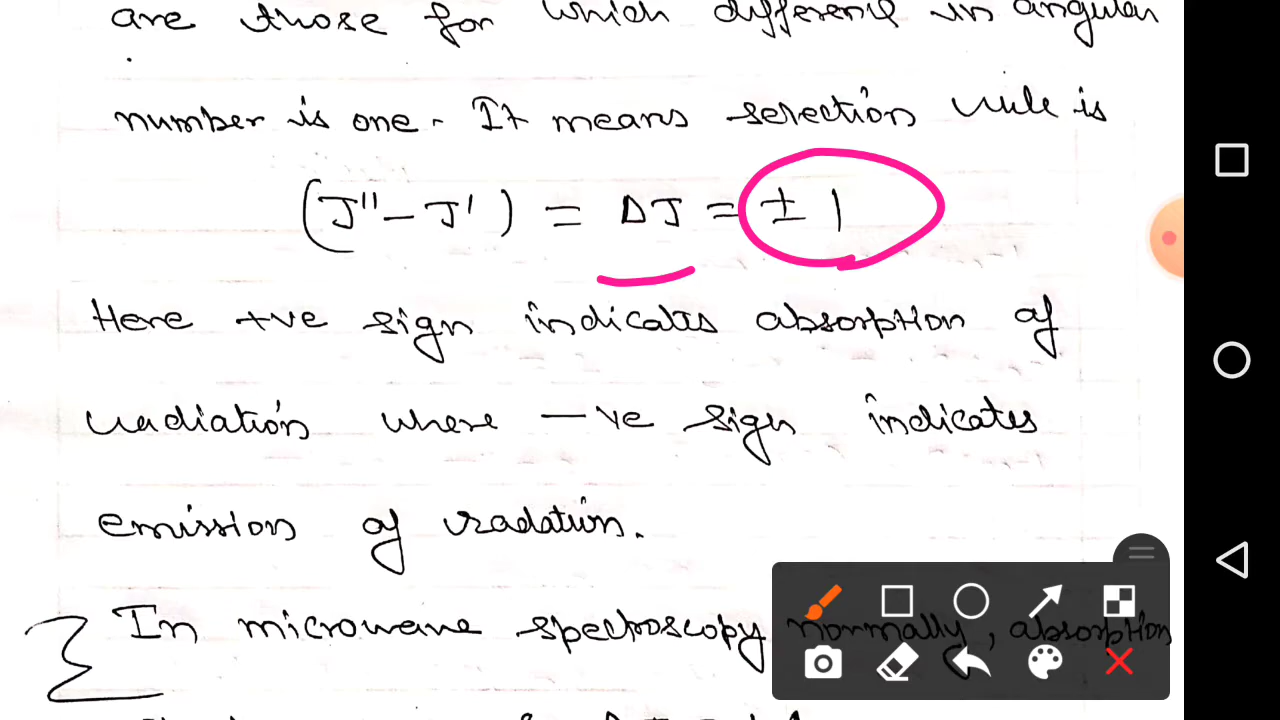 are those for which difference in angular
number is one. It means selection rule is
(J'' - J') = ΔJ = ± 1
Here +ve sign indicates absorption of
radiation where -ve sign indicates
emission of radation.
In microwave spectroscopy normally, absorption